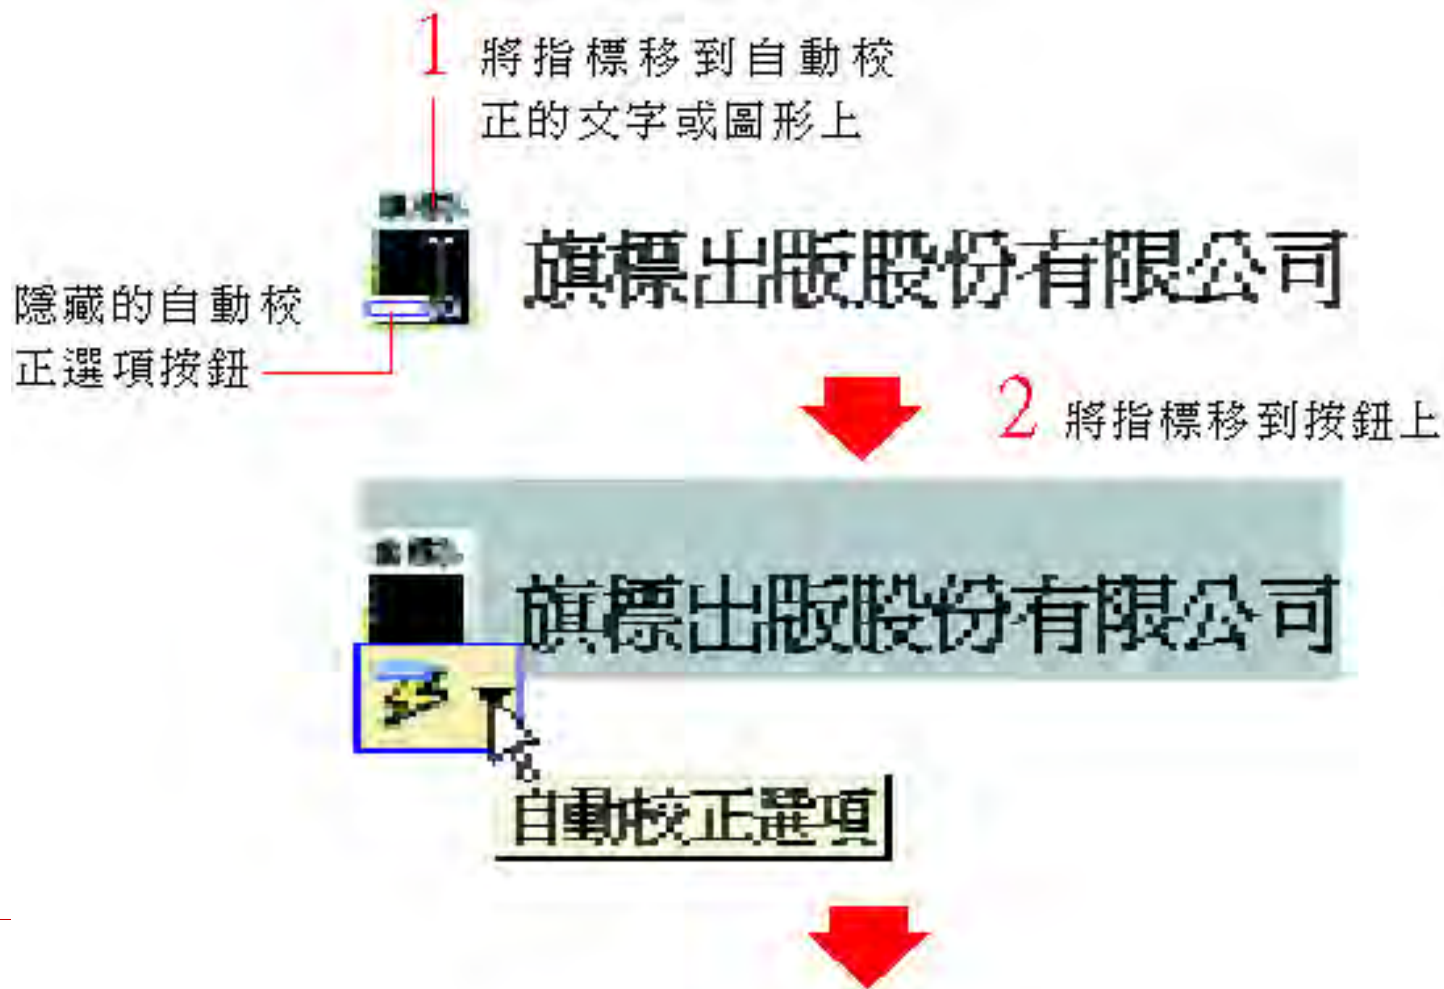 1 將指標移到自動校
正的文字或圖形上
旗標出版股份有限公司
隱藏的自動校
正選項按鈕
2 將指標移到按鈕上
旗標出版股份有限公司
自動校正選項